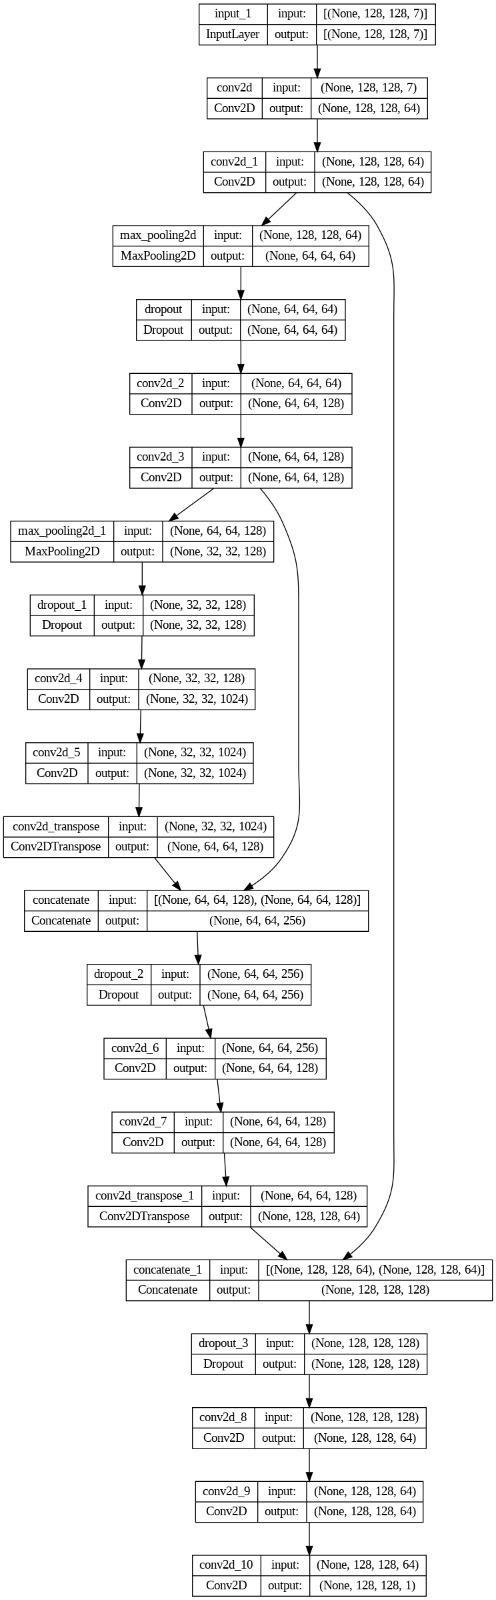 input_1 input: [(None, 128, 128, 7)]
InputLayer output: [(None, 128, 128, 7)]
conv2d input: (None, 128, 128, 7)
Conv2D output: (None, 128, 128, 64)
conv2d_1 input: (None, 128, 128, 64)
Conv2D output: (None, 128, 128, 64)
max_pooling2d input: (None, 128, 128, 64)
MaxPooling2D output: (None, 64, 64, 64)
dropout input: (None, 64, 64, 64)
Dropout output: (None, 64, 64, 64)
conv2d_2 input: (None, 64, 64, 64)
Conv2D output: (None, 64, 64, 128)
conv2d_3 input: (None, 64, 64, 128)
Conv2D output: (None, 64, 64, 128)
max_pooling2d_1 input: (None, 64, 64, 128)
MaxPooling2D output: (None, 32, 32, 128)
dropout_1 input: (None, 32, 32, 128)
Dropout output: (None, 32, 32, 128)
conv2d_4 input: (None, 32, 32, 128)
Conv2D output: (None, 32, 32, 1024)
conv2d_5 input: (None, 32, 32, 1024)
Conv2D output: (None, 32, 32, 1024)
conv2d_transpose input: (None, 32, 32, 1024)
Conv2DTranspose output: (None, 64, 64, 128)
concatenate input: [(None, 64, 64, 128), (None, 64, 64, 128)]
Concatenate output: (None, 64, 64, 256)
dropout_2 input: (None, 64, 64, 256)
Dropout output: (None, 64, 64, 256)
conv2d_6 input: (None, 64, 64, 256)
Conv2D output: (None, 64, 64, 128)
conv2d_7 input: (None, 64, 64, 128)
Conv2D output: (None, 64, 64, 128)
conv2d_transpose_1 input: (None, 64, 64, 128)
Conv2DTranspose output: (None, 128, 128, 64)
concatenate_1 input: [(None, 128, 128, 64), (None, 128, 128, 64)]
Concatenate output: (None, 128, 128, 128)
dropout_3 input: (None, 128, 128, 128)
Dropout output: (None, 128, 128, 128)
conv2d_8 input: (None, 128, 128, 128)
Conv2D output: (None, 128, 128, 64)
conv2d_9 input: (None, 128, 128, 64)
Conv2D output: (None, 128, 128, 64)
conv2d_10 input: (None, 128, 128, 64)
Conv2D output: (None, 128, 128, 1)